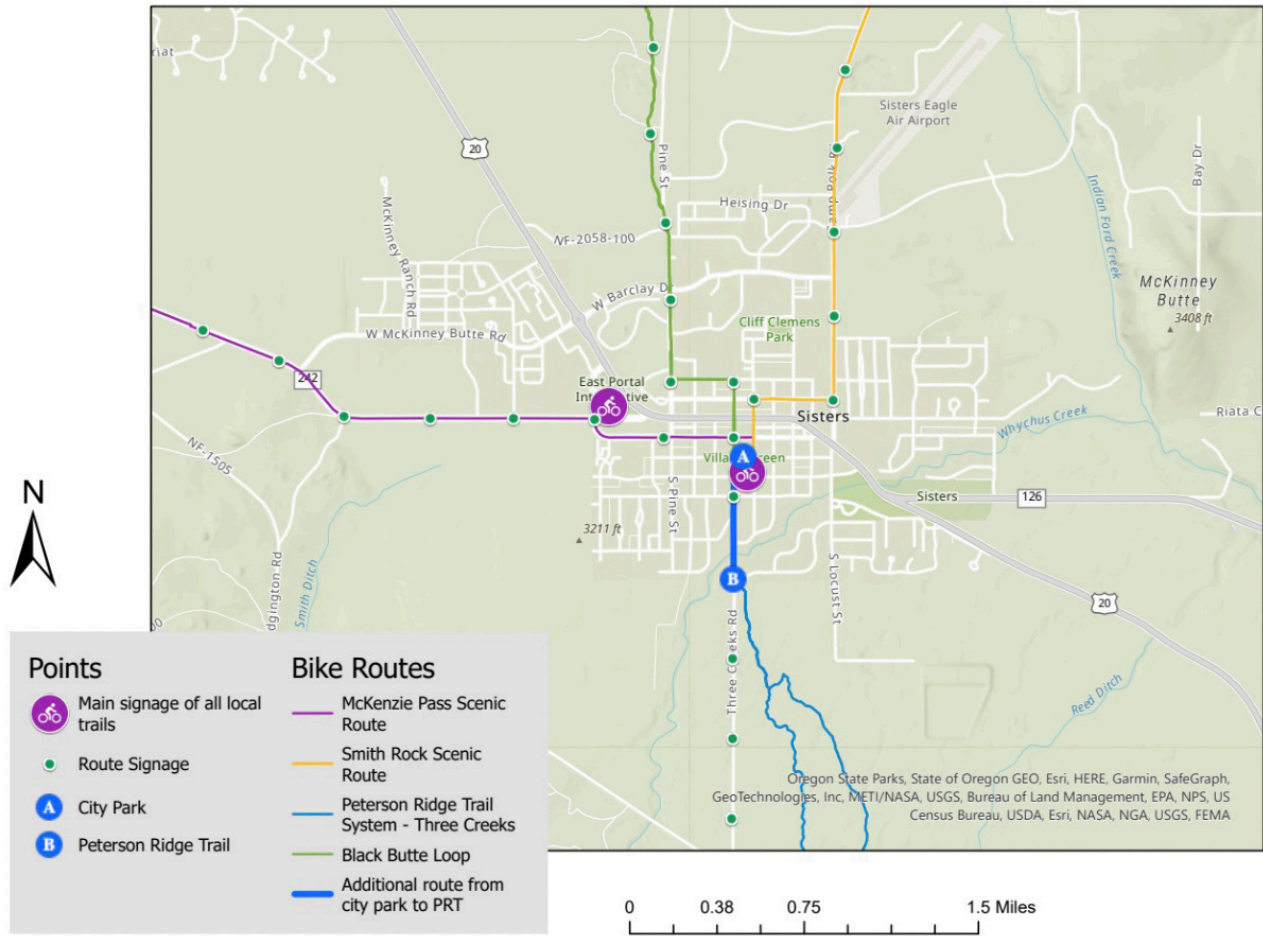 riat
20
Pine St
Sisters Eagle
Air Airport
Bay Dr
Indian Ford Creek
Heising Dr
McKinney Ranch Rd
NF-2058-100
McKinney
Butte
3408 ft
W Barclay Dr
Cliff Clemens
Park
W McKinney Butte Rd
242
East Portal
Sisters
Whychus Creek
Riata C
NF-1505
A
S Pine St
Sisters
126
3211 ft
B
S Locust St
20
N
Smith Ditch
dgington Rd
Three Creeks Rd
Reed Ditch
Oregon State Parks, State of Oregon GEO, Esri, HERE, Garmin, SafeGraph,
GeoTechnologies, Inc, METI/NASA, USGS, Bureau of Land Management, EPA, NPS, US
Census Bureau, USDA, Esri, NASA, NGA, USGS, FEMA
Points
Main signage of all local
trails
Route Signage
A
City Park
B
Peterson Ridge Trail
Bike Routes
McKenzie Pass Scenic
Route
Smith Rock Scenic
Route
Peterson Ridge Trail
System - Three Creeks
Black Butte Loop
Additional route from
city park to PRT
0 0.38 0.75 1.5 Miles